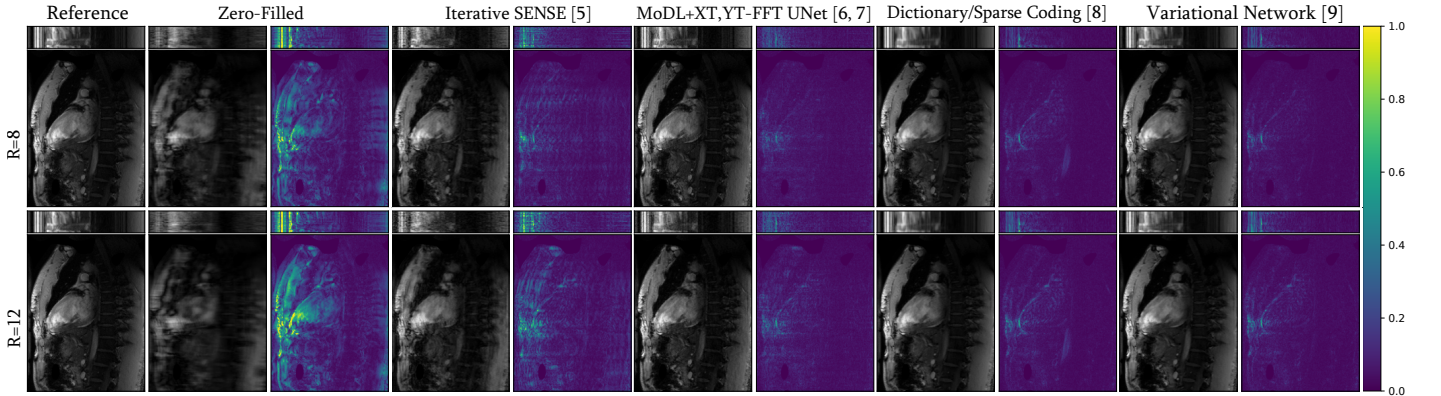 Reference Zero-Filled Iterative SENSE [5] MoDL+XT,YT-FFT UNet [6, 7] Dictionary/Sparse Coding [8] Variational Network [9]
R=8
R=12
1.0
0.8
0.6
0.4
0.2
0.0